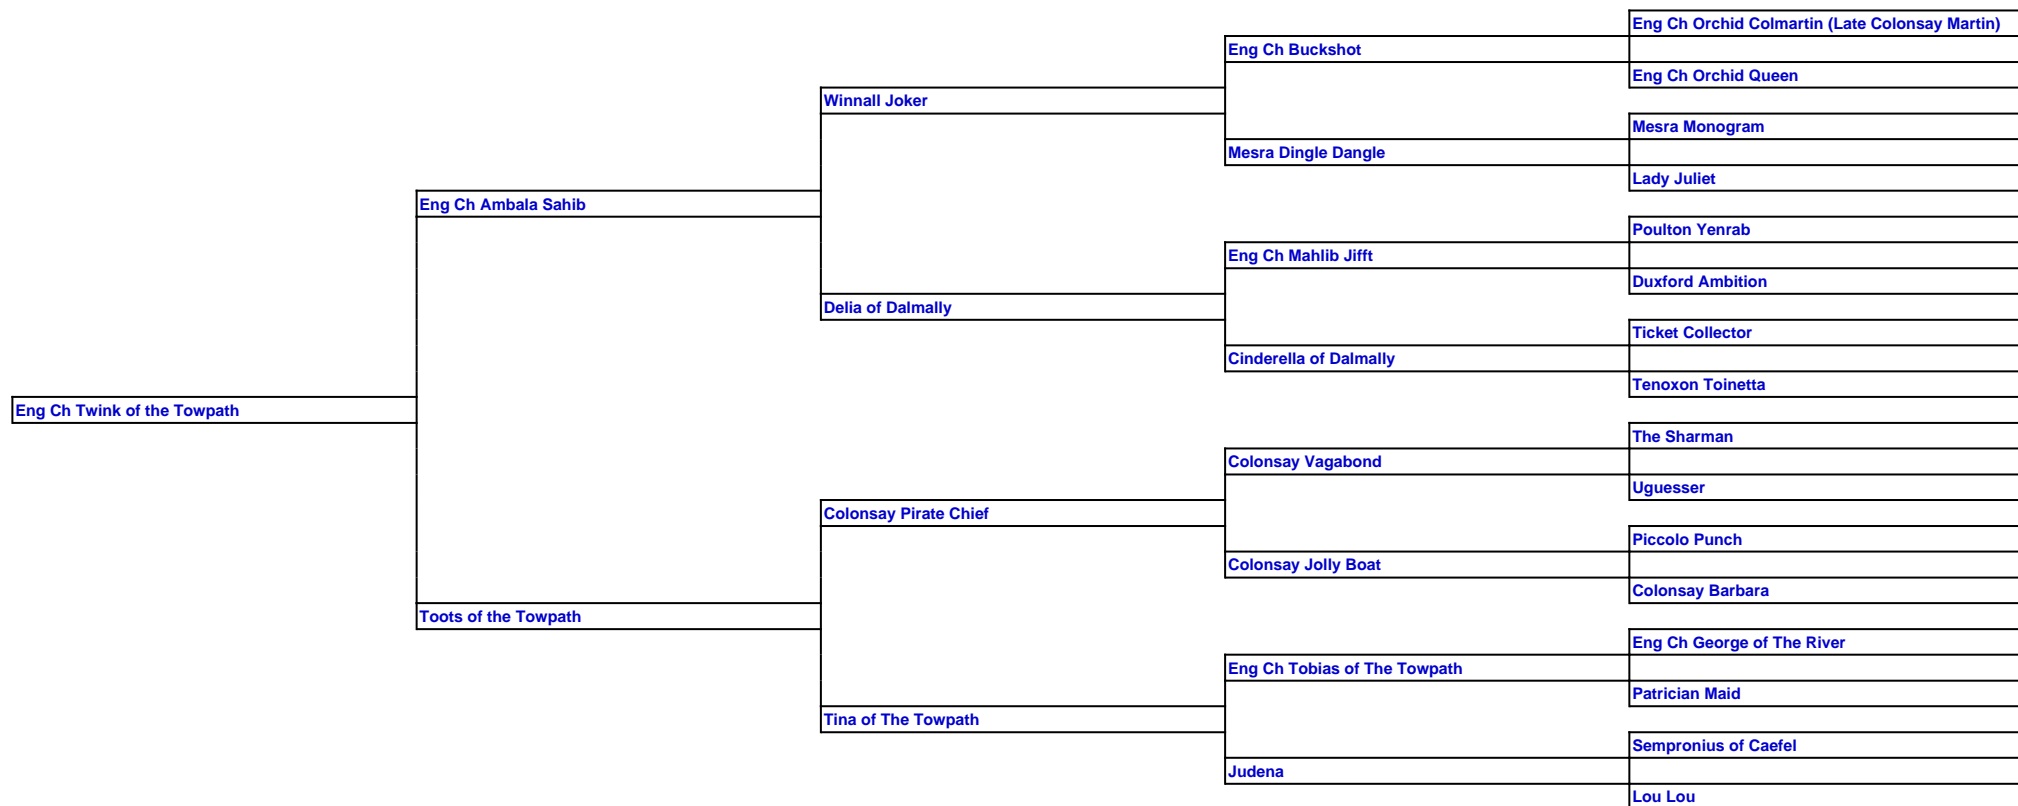 Eng Ch Orchid Colmartin (Late Colonsay Martin)
Eng Ch Buckshot
Eng Ch Orchid Queen
Winnall Joker
Mesra Monogram
Mesra Dingle Dangle
Lady Juliet
Eng Ch Ambala Sahib
Poulton Yenrab
Eng Ch Mahlib Jifft
Duxford Ambition
Delia of Dalmally
Ticket Collector
Cinderella of Dalmally
Tenoxon Toinetta
Eng Ch Twink of the Towpath
The Sharman
Colonsay Vagabond
Uguesser
Colonsay Pirate Chief
Piccolo Punch
Colonsay Jolly Boat
Colonsay Barbara
Toots of the Towpath
Eng Ch George of The River
Eng Ch Tobias of The Towpath
Patrician Maid
Tina of The Towpath
Sempronius of Caefel
Judena
Lou Lou